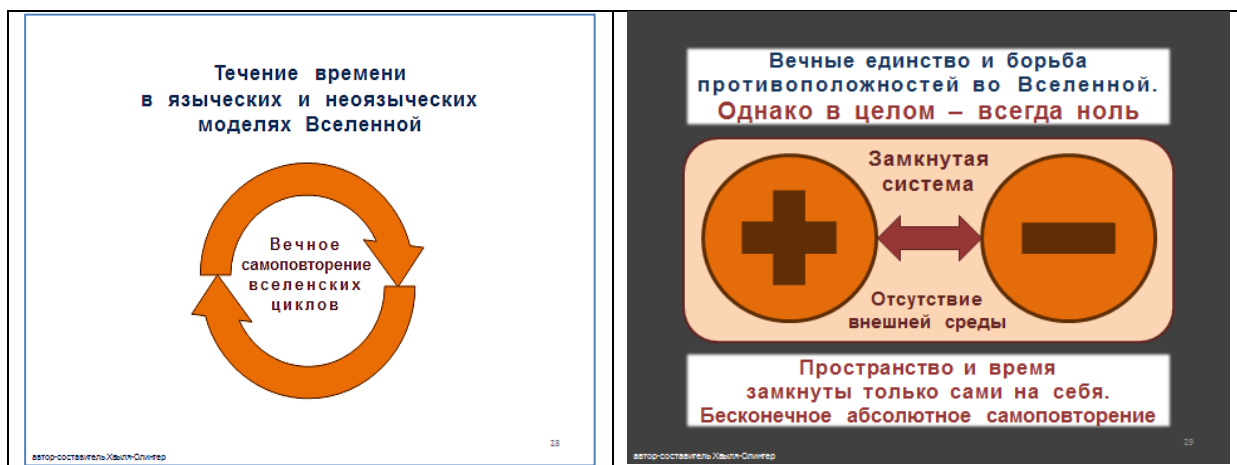 Течение времени
в языческих и неоязыческих
моделях Вселенной
Вечное
самоповторение
вселенских
циклов
28
автор-составитель Хвыля-Олинтер
Вечные единство и борьба
противоположностей во Вселенной.
Однако в целом – всегда ноль
Замкнутая
система
Отсутствие
внешней среды
Пространство и время
замкнуты только сами на себя.
Бесконечное абсолютное самоповторение
29
автор-составитель Хвыля-Олинтер